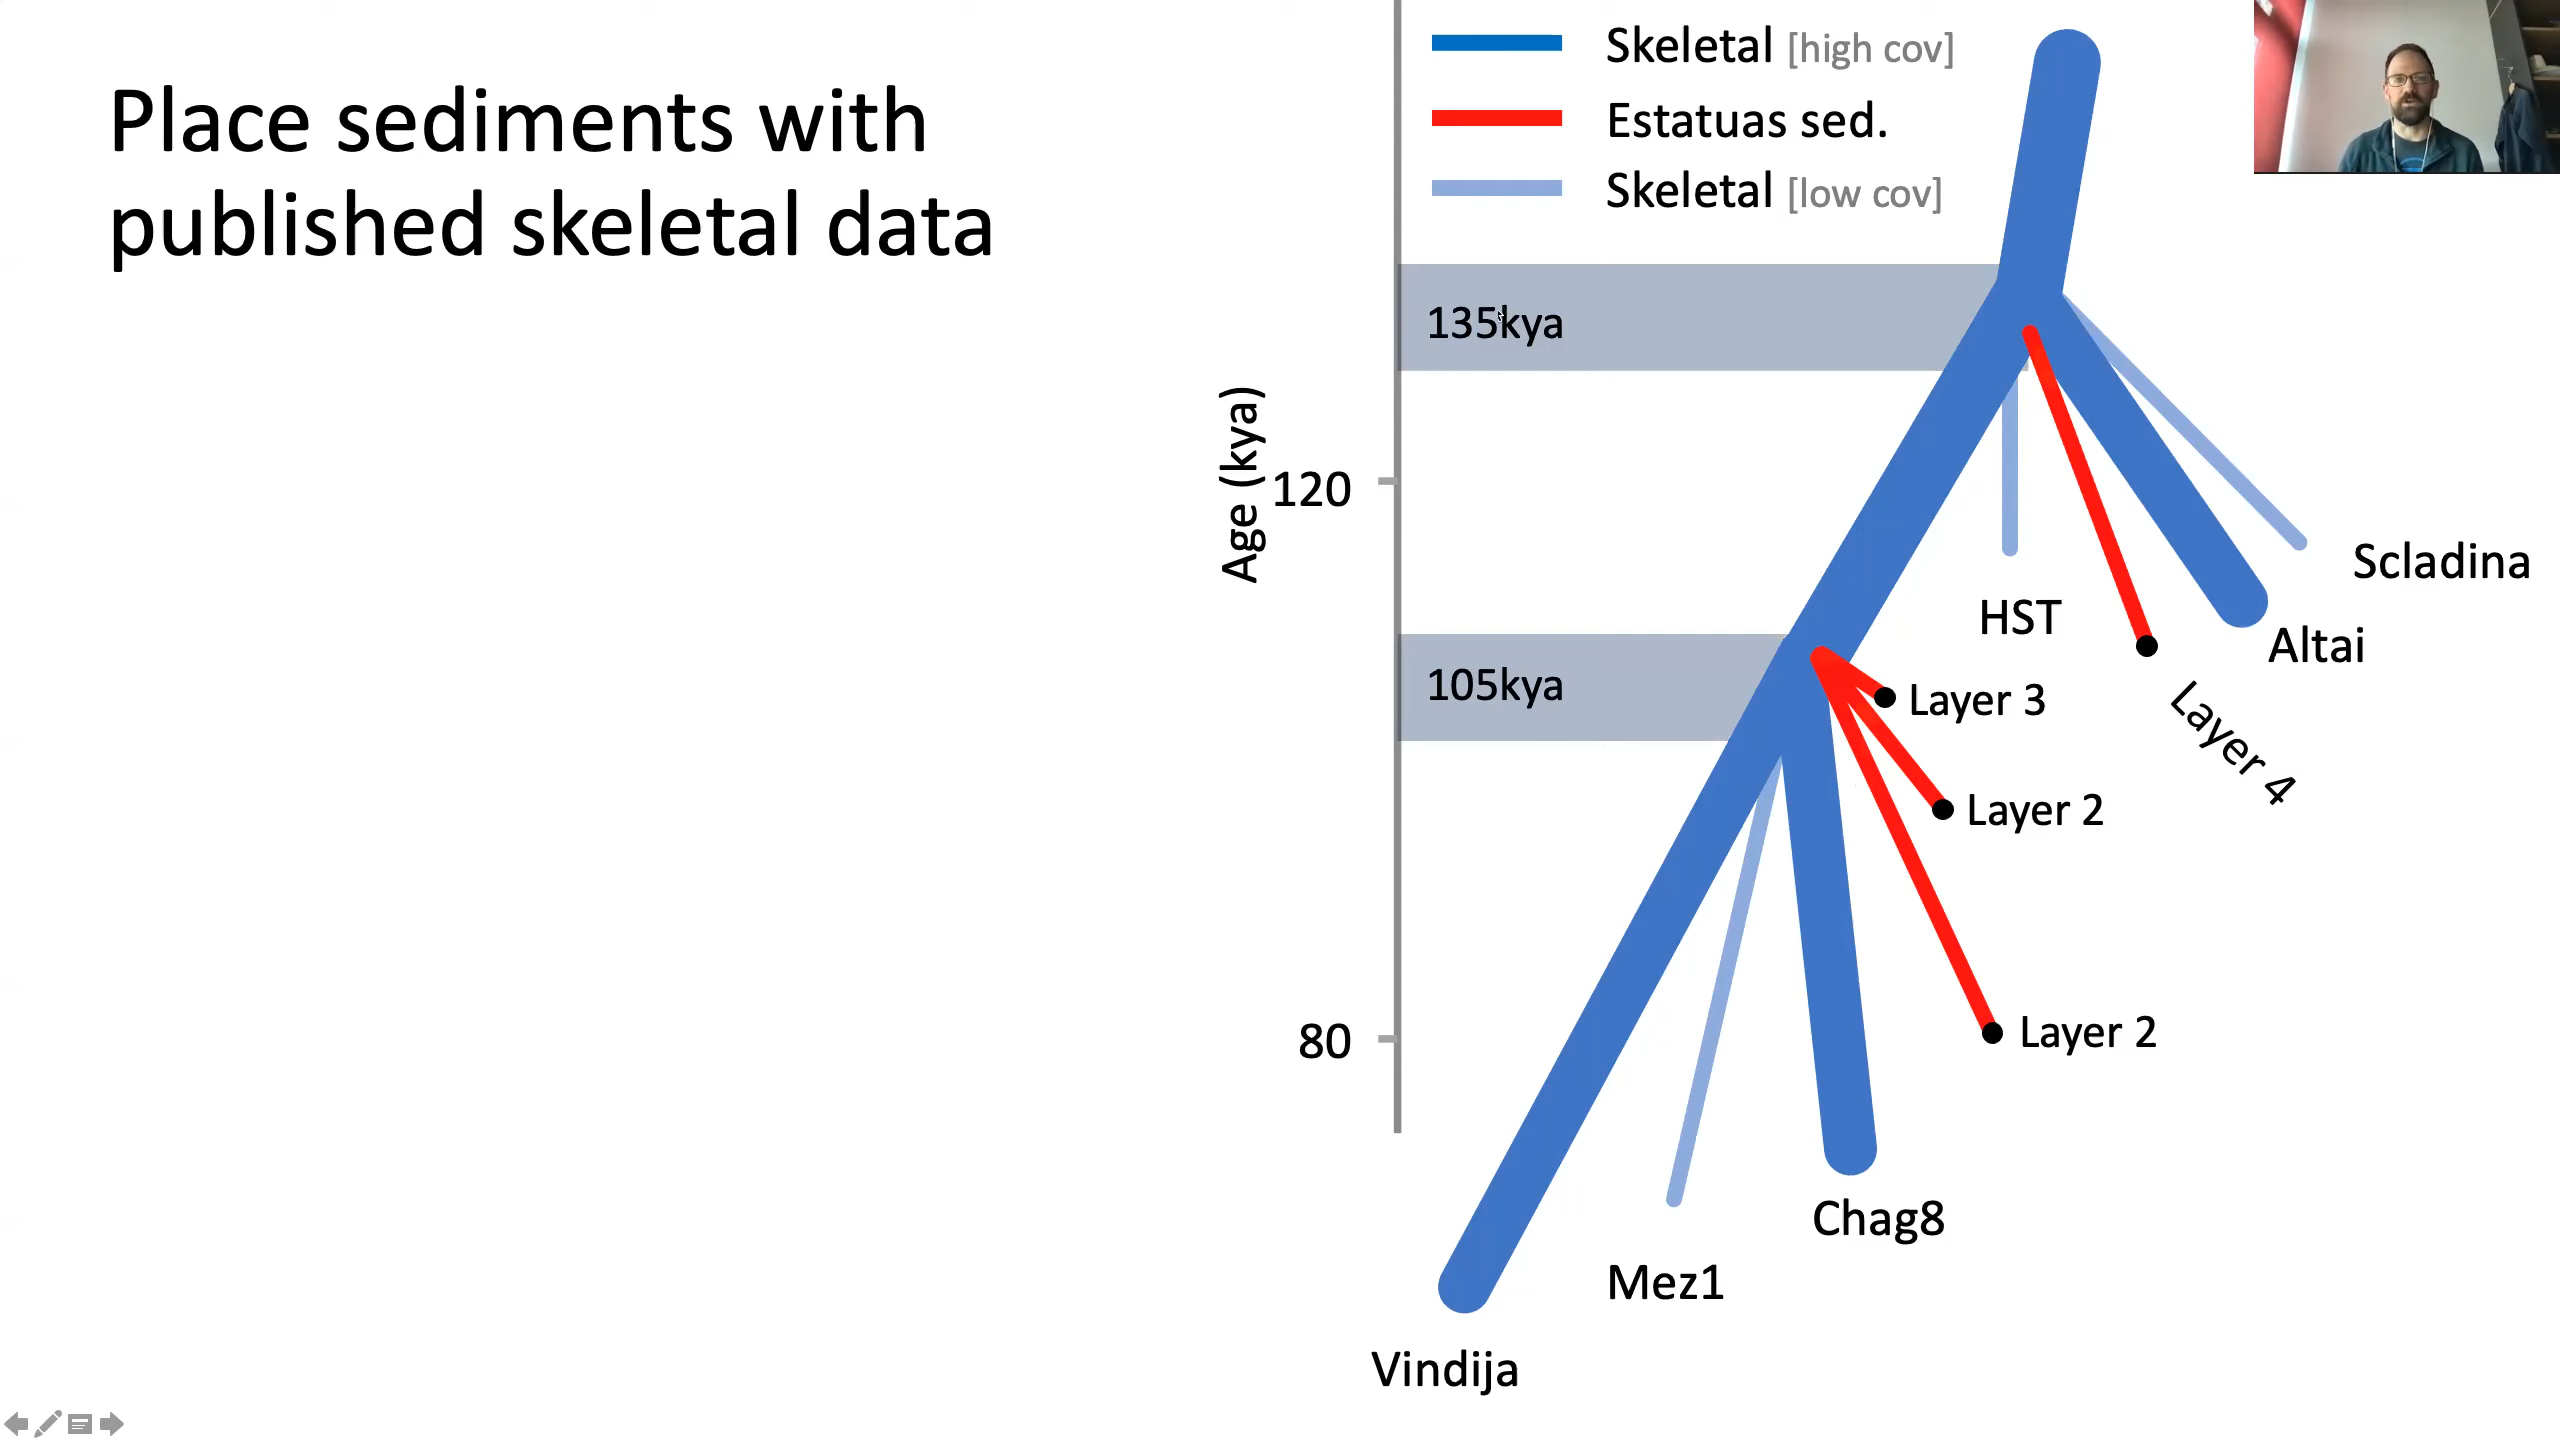 Place sediments with
published skeletal data
Skeletal [high cov]
Estatuas sed.
Skeletal [low cov]
135kya
Age (kya)
120
105kya
80
Scladina
HST
Altai
Layer 3
Layer 4
Layer 2
Layer 2
Chag8
Mez1
Vindija